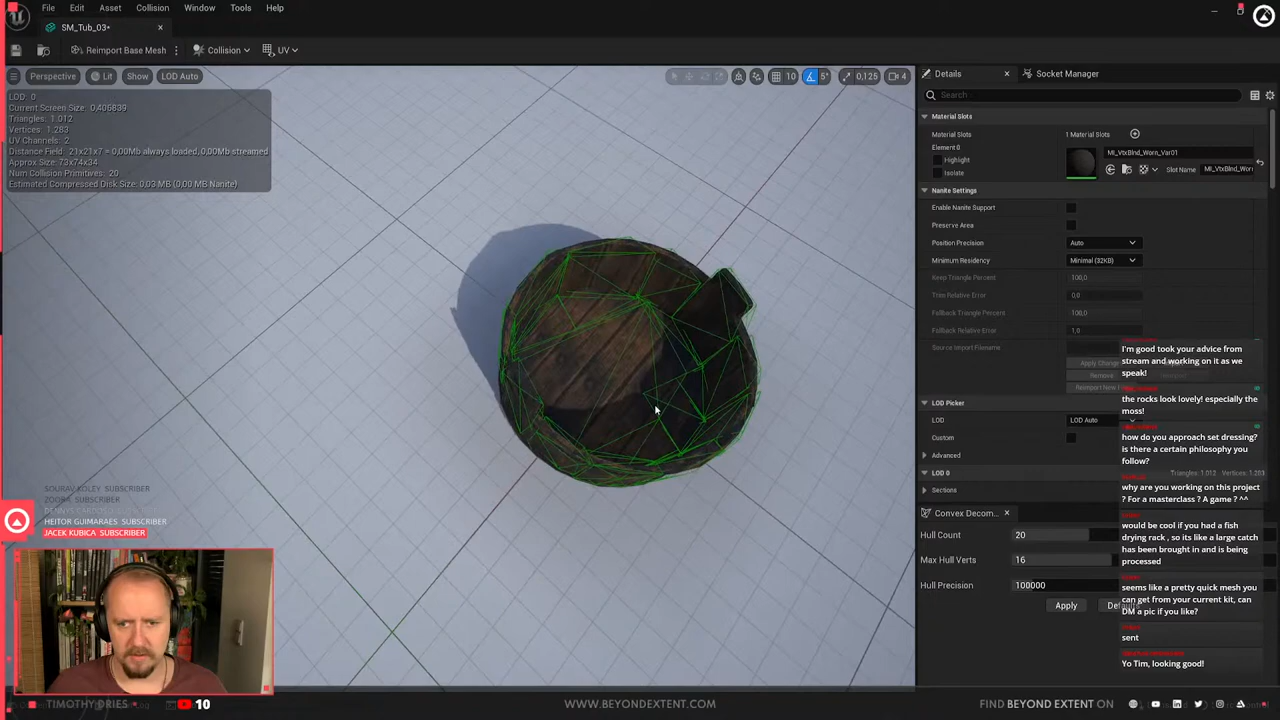 File Edit Asset Collision Window Tools Help
SM_Tub_03*
Reimport Base Mesh
Collision
UV
Perspective
Lit
Show
LOD Auto
10
5°
0,125
4
LOD: 0
Current Screen Size: 0,405839
Triangles: 1.012
Vertices: 1.283
UV Channels: 2
Distance Field: 21x21x7 = 0,00Mb always loaded, 0,00Mb streamed
Approx Size: 73x74x34
Num Collision Primitives: 20
Estimated Compressed Disk Size: 0,03 MB (0,00 MB Nanite)
Details
Socket Manager
Search
Material Slots
Material Slots
1 Material Slots
Element 0
Highlight
Isolate
MI_VtxBlnd_Worn_Var01
Slot Name
MI_VtxBlnd_Worn
Nanite Settings
Enable Nanite Support
Preserve Area
Position Precision
Auto
Minimum Residency
Minimal (32KB)
Keep Triangle Percent
100,0
Trim Relative Error
0,0
Fallback Triangle Percent
100,0
Fallback Relative Error
1,0
Source Import Filename
Apply Change
Remove
Reimport New
LOD Picker
LOD
LOD Auto
Custom
Advanced
LOD 0
Triangles: 1.012 Vertices: 1.283
Sections
Convex Decom...
Hull Count
20
Max Hull Verts
16
Hull Precision
100000
Apply
Defaults
I'm good took your advice from
stream and working on it as we
speak!
the rocks look lovely! especially the
moss!
how do you approach set dressing?
is there a certain philosophy you
follow?
why are you working on this project
? For a masterclass ? A game ? ^^
would be cool if you had a fish
drying rack , so its like a large catch
has been brought in and is being
processed
seems like a pretty quick mesh you
can get from your current kit, can
DM a pic if you like?
sent
Yo Tim, looking good!
SOURAV KOLEY SUBSCRIBER
HEITOR GUIMARAES SUBSCRIBER
JACEK KUBICA SUBSCRIBER
TIMOTHY DRIES
10
WWW.BEYONDEXTENT.COM
FIND BEYOND EXTENT ON